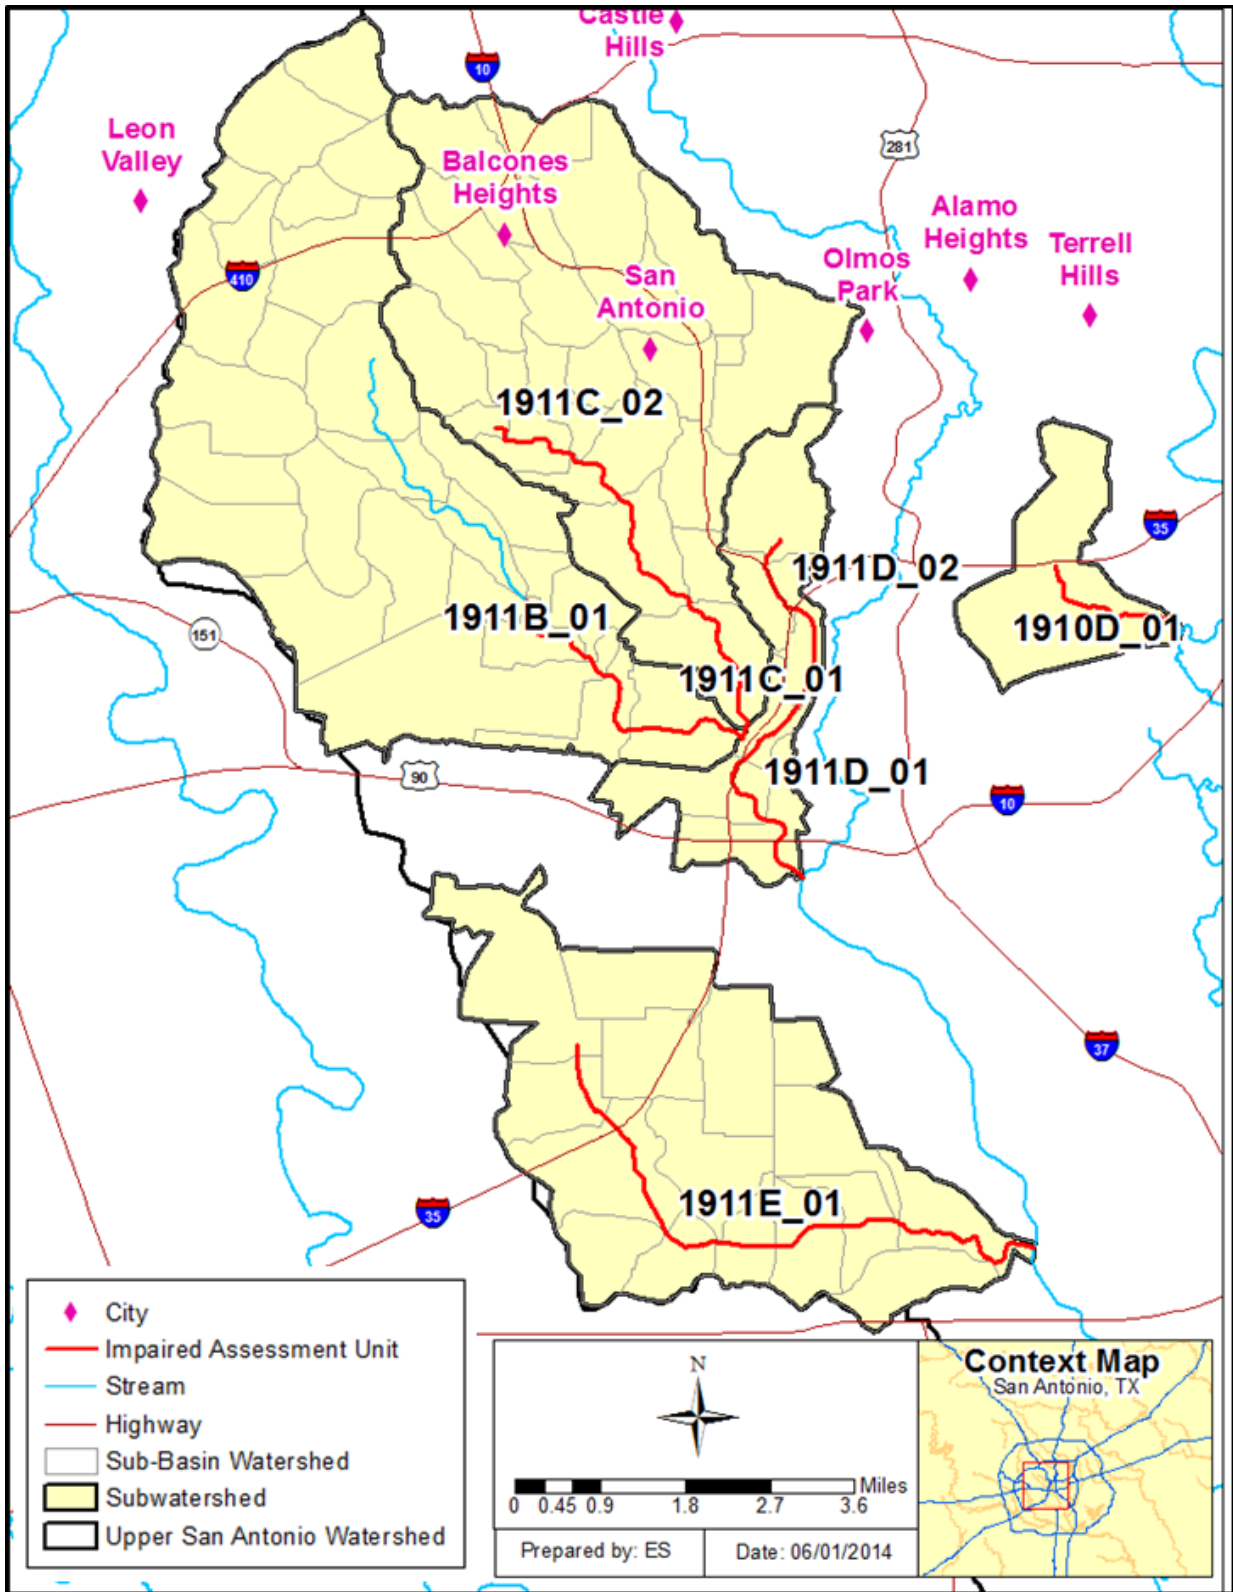 Castle
Hills
10
Leon
Valley
281
Balcones
Heights
Alamo
Heights
Terrell
Hills
Olmos
Park
San
Antonio
410
1911C_02
35
1911D_02
1911B_01
1910D_01
151
1911C_01
1911D_01
90
10
37
1911E_01
35
City
Impaired Assessment Unit
Stream
Highway
Sub-Basin Watershed
Subwatershed
Upper San Antonio Watershed
N
Miles
0 0.45 0.9 1.8 2.7 3.6
Prepared by: ES
Date: 06/01/2014
Context Map
San Antonio, TX